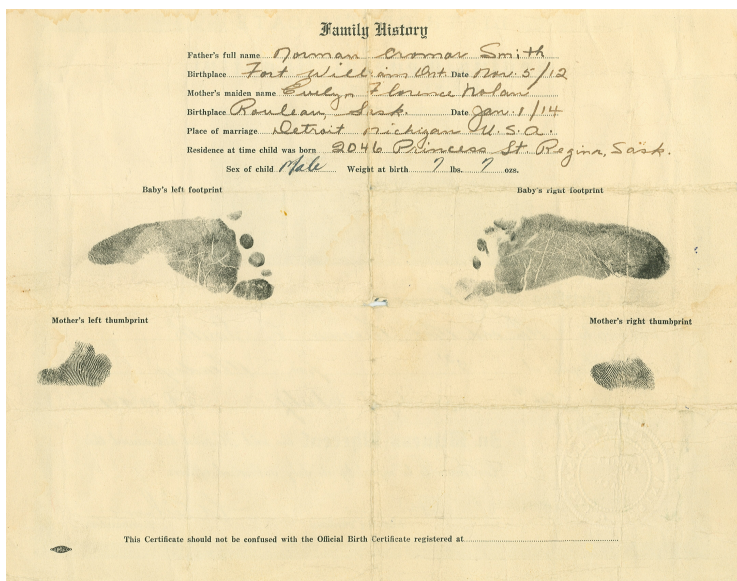 Family History
Father's full name Norman Cromar Smith
Birthplace Fort William Ont Date Nov. 5/12
Mother's maiden name Evelyn Florence Nolan
Birthplace Rouleau, Sask. Date Jan. 1/14
Place of marriage Detroit Michigan U.S.A.
Residence at time child was born 2046 Princess St. Regina, Sask.
Sex of child Male Weight at birth 7 lbs. 7 ozs.
Baby's left footprint Baby's right footprint
Mother's left thumbprint Mother's right thumbprint
This Certificate should not be confused with the Official Birth Certificate registered at